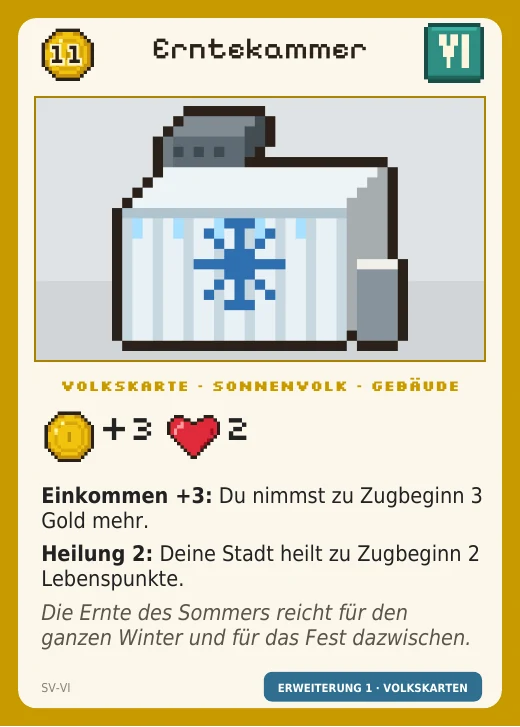 11 Erntekammer VI
VOLKSKARTE · SONNENVOLK · GEBÄUDE
+3 2
Einkommen +3: Du nimmst zu Zugbeginn 3
Gold mehr.
Heilung 2: Deine Stadt heilt zu Zugbeginn 2
Lebenspunkte.
Die Ernte des Sommers reicht für den
ganzen Winter und für das Fest dazwischen.
SV-VI ERWEITERUNG 1 · VOLKSKARTEN